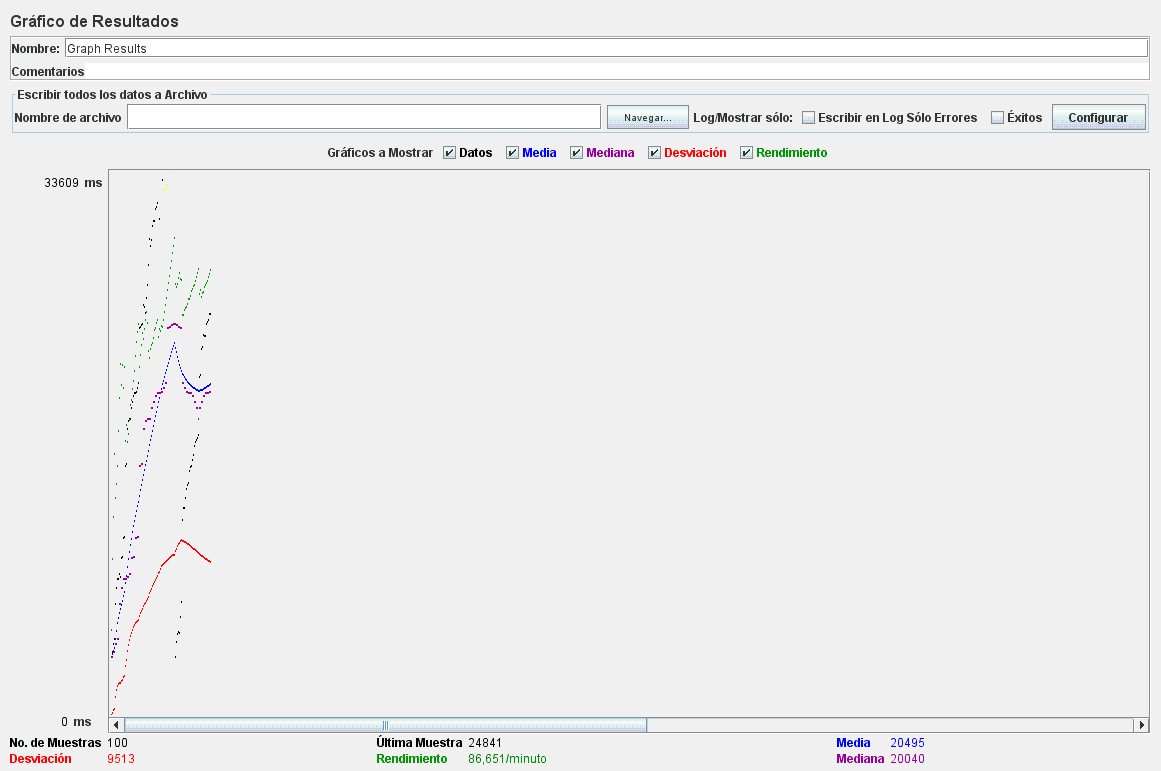 Gráfico de Resultados
Nombre: Graph Results
Comentarios
Escribir todos los datos a Archivo
Nombre de archivo Navegar... Log/Mostrar sólo: Escribir en Log Sólo Errores Éxitos Configurar
Gráficos a Mostrar Datos Media Mediana Desviación Rendimiento
33609 ms
0 ms
No. de Muestras 100 Última Muestra 24841 Media 20495
Desviación 9513 Rendimiento 86,651/minuto Mediana 20040